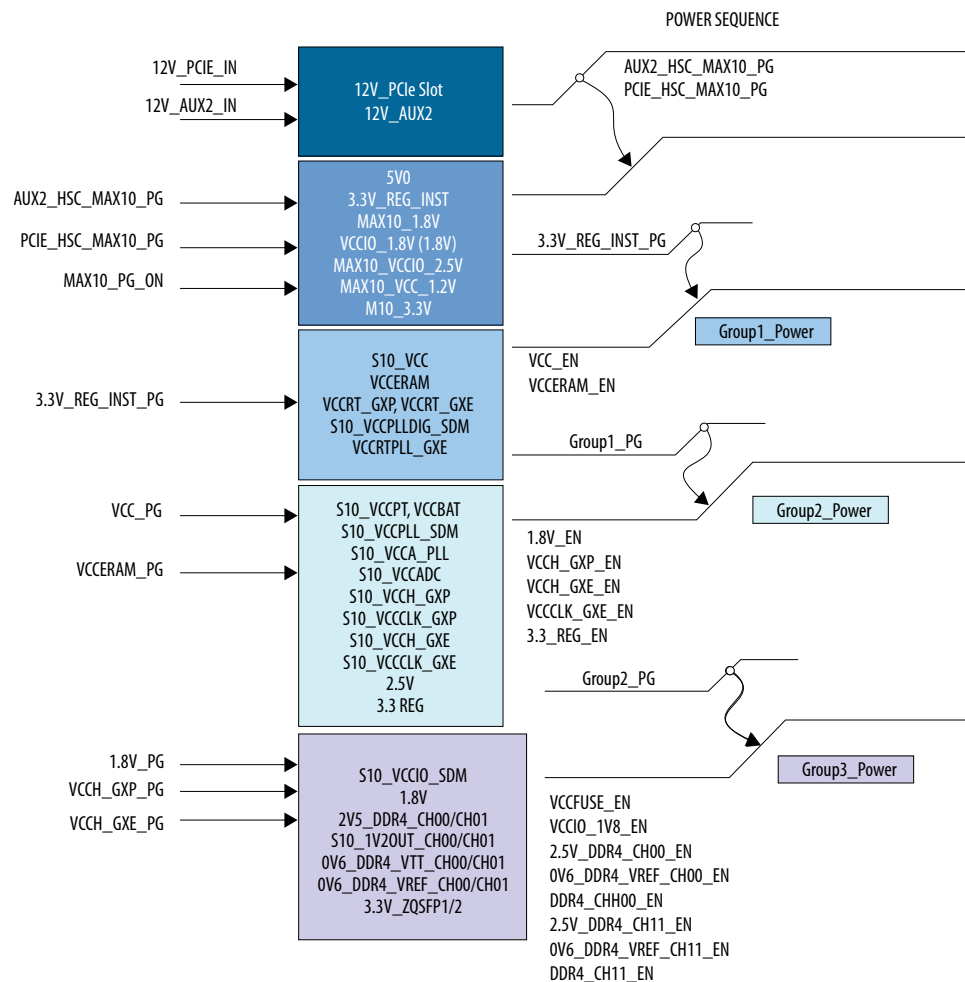 POWER SEQUENCE
12V_PCIE_IN
12V_AUX2_IN
12V_PCIe Slot
12V_AUX2
AUX2_HSC_MAX10_PG
PCIE_HSC_MAX10_PG
AUX2_HSC_MAX10_PG
PCIE_HSC_MAX10_PG
MAX10_PG_ON
5V0
3.3V_REG_INST
MAX10_1.8V
VCCIO_1.8V (1.8V)
MAX10_VCCIO_2.5V
MAX10_VCC_1.2V
M10_3.3V
3.3V_REG_INST_PG
Group1_Power
3.3V_REG_INST_PG
S10_VCC
VCCERAM
VCCRT_GXP, VCCRT_GXE
S10_VCCPLLDIG_SDM
VCCRTPLL_GXE
VCC_EN
VCCERAM_EN
Group1_PG
Group2_Power
VCC_PG
VCCERAM_PG
S10_VCCPT, VCCBAT
S10_VCCPLL_SDM
S10_VCCA_PLL
S10_VCCADC
S10_VCCH_GXP
S10_VCCCLK_GXP
S10_VCCH_GXE
S10_VCCCLK_GXE
2.5V
3.3 REG
1.8V_EN
VCCH_GXP_EN
VCCH_GXE_EN
VCCCLK_GXE_EN
3.3_REG_EN
Group2_PG
Group3_Power
1.8V_PG
VCCH_GXP_PG
VCCH_GXE_PG
S10_VCCIO_SDM
1.8V
2V5_DDR4_CH00/CH01
S10_1V2OUT_CH00/CH01
0V6_DDR4_VTT_CH00/CH01
0V6_DDR4_VREF_CH00/CH01
3.3V_ZQSFP1/2
VCCFUSE_EN
VCCIO_1V8_EN
2.5V_DDR4_CH00_EN
0V6_DDR4_VREF_CH00_EN
DDR4_CHH00_EN
2.5V_DDR4_CH11_EN
0V6_DDR4_VREF_CH11_EN
DDR4_CH11_EN